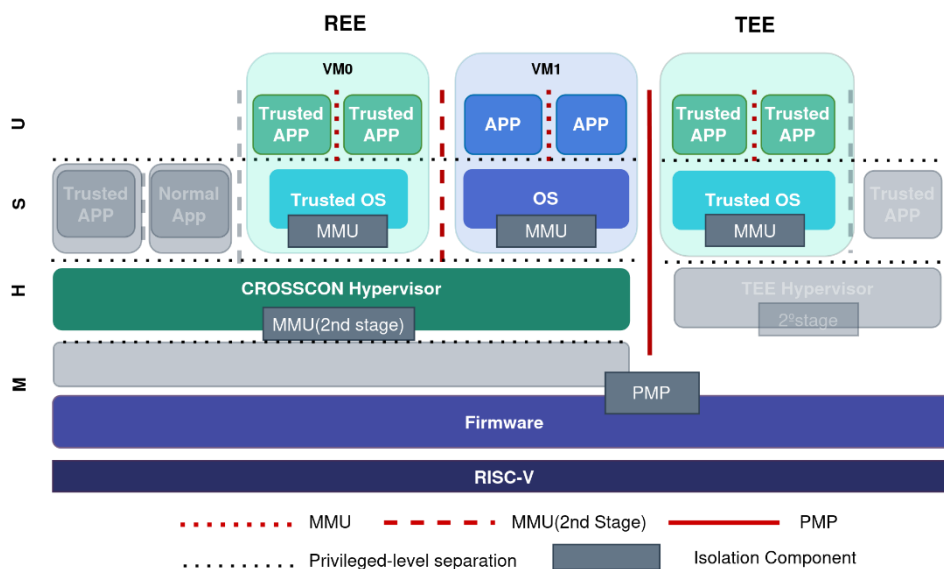 REE
TEE
VM0
VM1
U
Trusted
APP
Trusted
APP
APP
APP
Trusted
APP
Trusted
APP
S
Trusted
APP
Normal
App
Trusted OS
MMU
OS
MMU
Trusted OS
MMU
Trusted
APP
H
CROSSCON Hypervisor
MMU(2nd stage)
TEE Hypervisor
2ºstage
M
PMP
Firmware
RISC-V
MMU
MMU(2nd Stage)
PMP
Privileged-level separation
Isolation Component